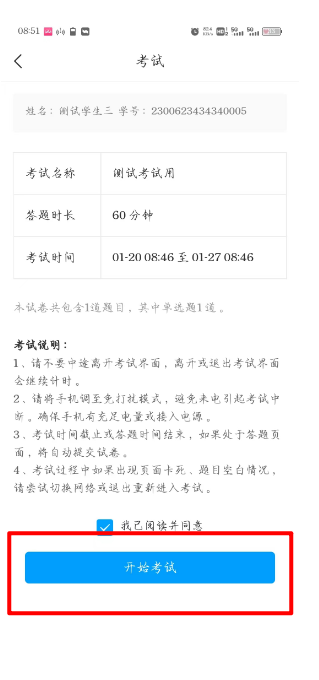 08:51
考试
姓名：测试学生三 学号：2300623434340005
考试名称 测试考试用
答题时长 60 分钟
考试时间 01-20 08:46 至 01-27 08:46
本试卷共包含1道题目，其中单选题1道。
考试说明：
1、请不要中途离开考试界面，离开或退出考试界面
会继续计时。
2、请将手机调至免打扰模式，避免来电引起考试中
断。确保手机有充足电量或接入电源。
3、考试时间截止或答题时间结束，如果处于答题页
面，将自动提交试卷。
4、考试过程中如果出现页面卡死、题目空白情况，
请尝试切换网络或退出重新进入考试。
我已阅读并同意
开始考试